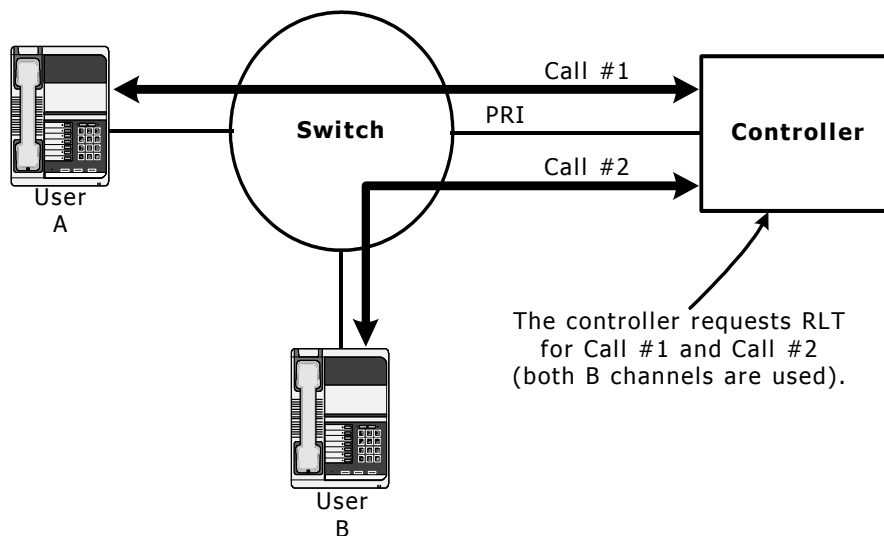 Call #1
Switch
PRI
Controller
Call #2
User
A
The controller requests RLT
for Call #1 and Call #2
(both B channels are used).
User
B